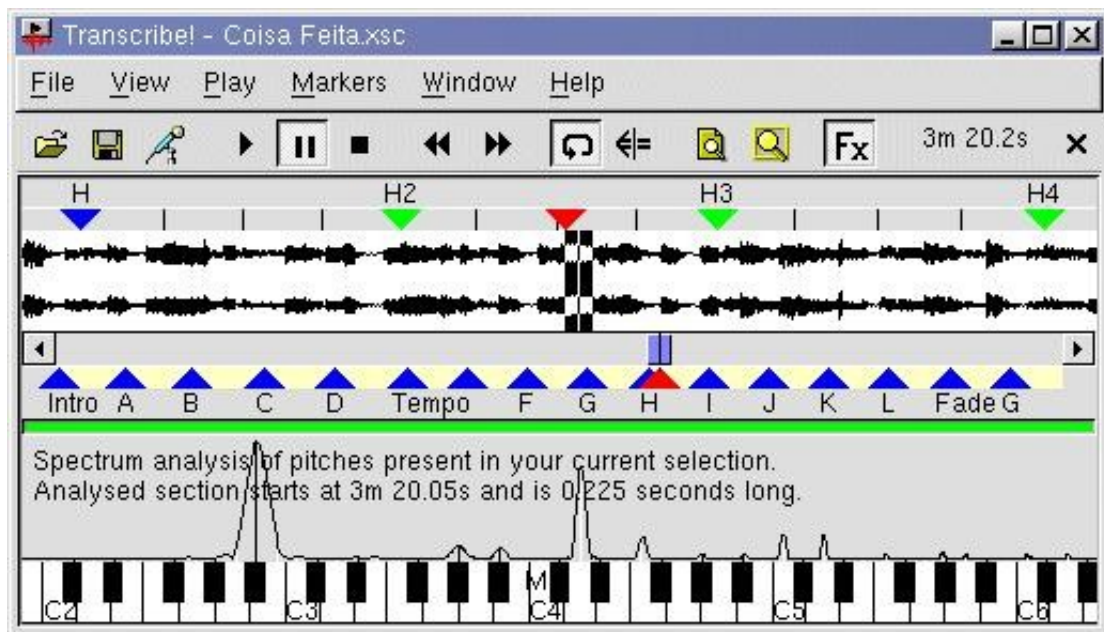 Transcribe! - Coisa Feita.xsc
File View Play Markers Window Help
Fx 3m 20.2s
H H2 H3 H4
Intro A B C D Tempo F G H I J K L Fade G
Spectrum analysis of pitches present in your current selection.
Analysed section starts at 3m 20.05s and is 0.225 seconds long.
M
C2 C3 C4 C5 C6